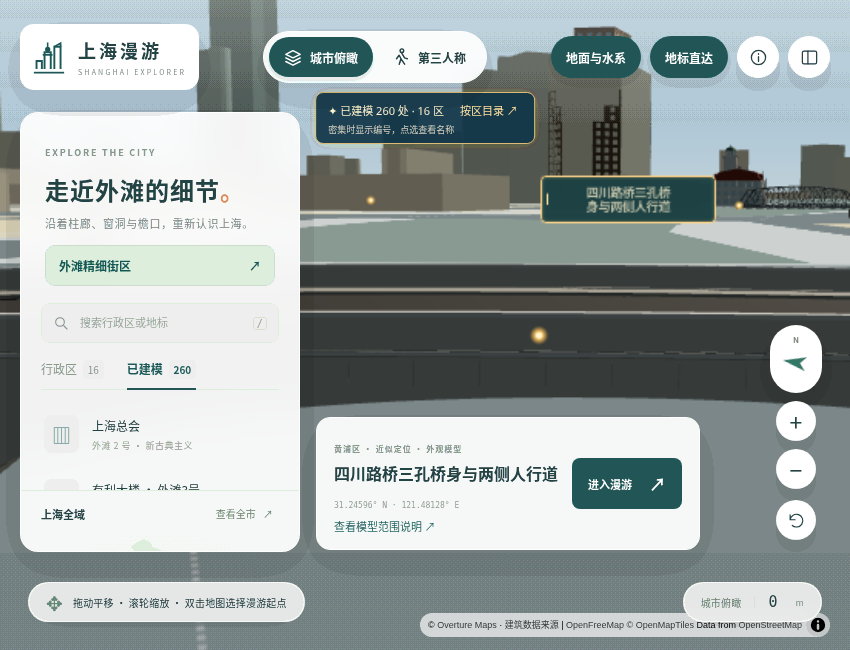 上海漫游
SHANGHAI EXPLORER
城市俯瞰
第三人称
地面与水系
地标直达
✦ 已建模 260 处 · 16 区 按区目录 ↗
密集时显示编号，点选查看名称
EXPLORE THE CITY
走近外滩的细节。
沿着柱廊、窗洞与檐口，重新认识上海。
外滩精细街区 ↗
搜索行政区或地标 /
行政区 16
已建模 260
上海总会
外滩 2 号 · 新古典主义
有利大楼 · 外滩3号
上海全域
查看全市 ↗
四川路桥三孔桥
身与两侧人行道
黄浦区 · 近似定位 · 外观模型
四川路桥三孔桥身与两侧人行道
31.24596° N · 121.48128° E
查看模型范围说明 ↗
进入漫游 ↗
N
+
−
拖动平移 · 滚轮缩放 · 双击地图选择漫游起点
城市俯瞰 0 m
© Overture Maps · 建筑数据来源 | OpenFreeMap © OpenMapTiles Data from OpenStreetMap